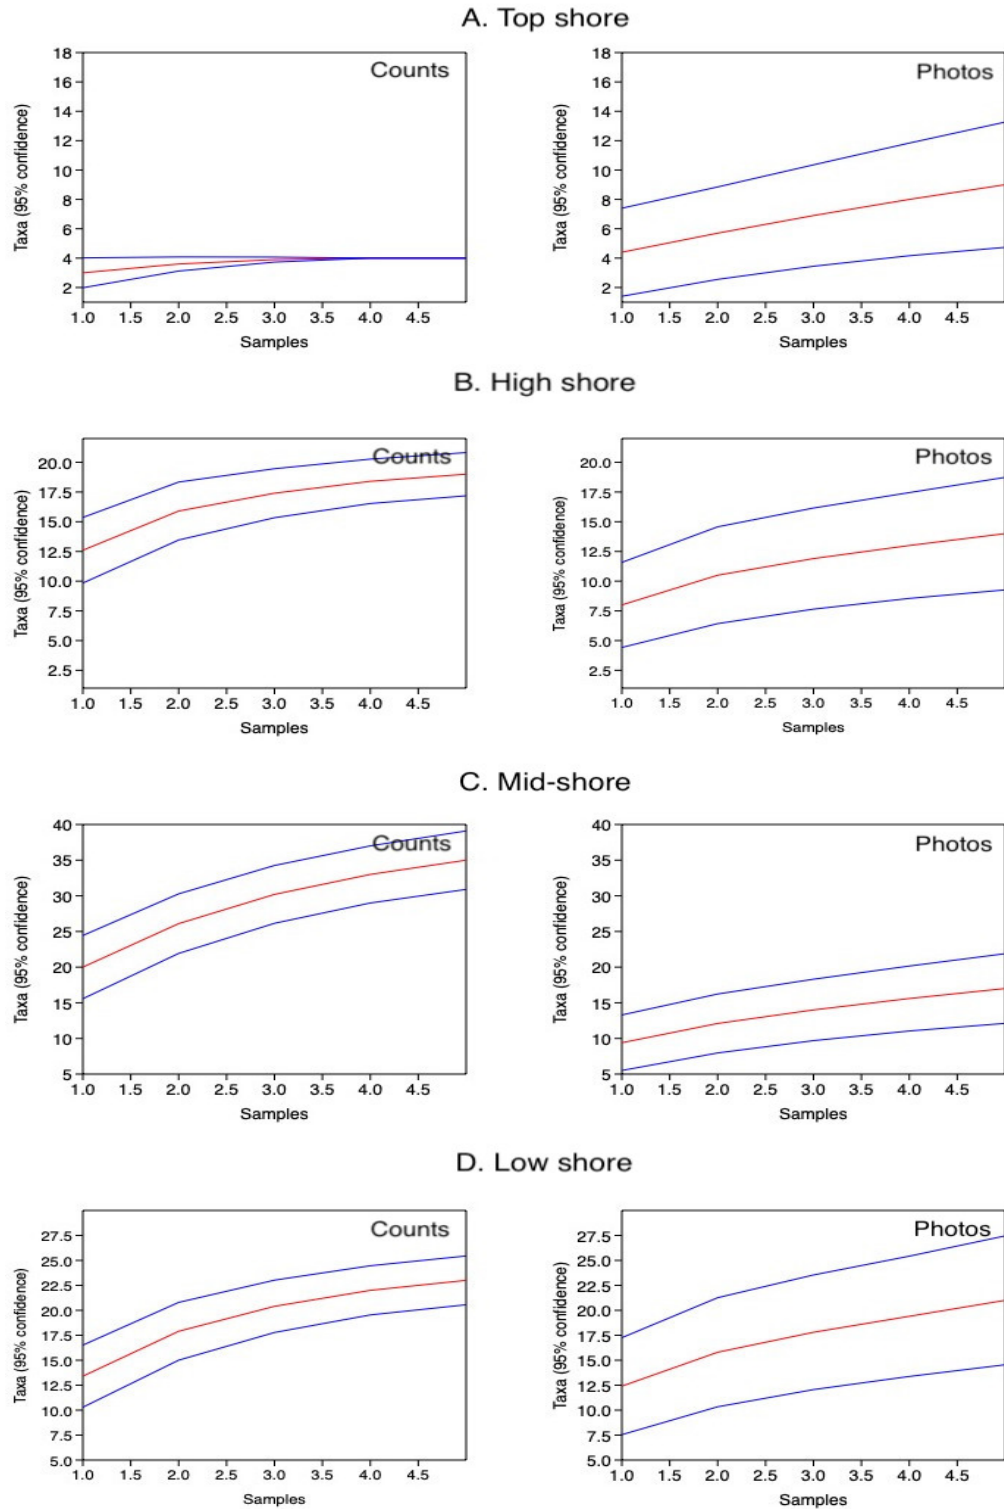 A. Top shore
Counts
Taxa (95% confidence)
18
16
14
12
10
8
6
4
2
1.0 1.5 2.0 2.5 3.0 3.5 4.0 4.5
Samples
Photos
Taxa (95% confidence)
18
16
14
12
10
8
6
4
2
1.0 1.5 2.0 2.5 3.0 3.5 4.0 4.5
Samples
B. High shore
Counts
Taxa (95% confidence)
20.0
17.5
15.0
12.5
10.0
7.5
5.0
2.5
1.0 1.5 2.0 2.5 3.0 3.5 4.0 4.5
Samples
Photos
Taxa (95% confidence)
20.0
17.5
15.0
12.5
10.0
7.5
5.0
2.5
1.0 1.5 2.0 2.5 3.0 3.5 4.0 4.5
Samples
C. Mid-shore
Counts
Taxa (95% confidence)
40
35
30
25
20
15
10
5
1.0 1.5 2.0 2.5 3.0 3.5 4.0 4.5
Samples
Photos
Taxa (95% confidence)
40
35
30
25
20
15
10
5
1.0 1.5 2.0 2.5 3.0 3.5 4.0 4.5
Samples
D. Low shore
Counts
Taxa (95% confidence)
27.5
25.0
22.5
20.0
17.5
15.0
12.5
10.0
7.5
5.0
1.0 1.5 2.0 2.5 3.0 3.5 4.0 4.5
Samples
Photos
Taxa (95% confidence)
27.5
25.0
22.5
20.0
17.5
15.0
12.5
10.0
7.5
5.0
1.0 1.5 2.0 2.5 3.0 3.5 4.0 4.5
Samples